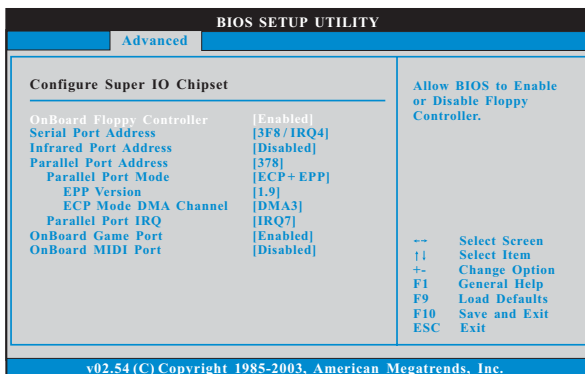 BIOS SETUP UTILITY
Advanced
Configure Super IO Chipset
OnBoard Floppy Controller [Enabled]
Serial Port Address [3F8 / IRQ4]
Infrared Port Address [Disabled]
Parallel Port Address [378]
Parallel Port Mode [ECP + EPP]
EPP Version [1.9]
ECP Mode DMA Channel [DMA3]
Parallel Port IRQ [IRQ7]
OnBoard Game Port [Enabled]
OnBoard MIDI Port [Disabled]
Allow BIOS to Enable
or Disable Floppy
Controller.
↔ Select Screen
↑↓ Select Item
+- Change Option
F1 General Help
F9 Load Defaults
F10 Save and Exit
ESC Exit
v02.54 (C) Copyright 1985-2003, American Megatrends, Inc.